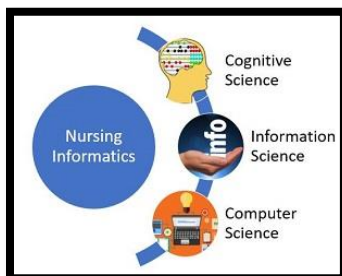 Cognitive
Science
Nursing
Informatics
info
Information
Science
Computer
Science